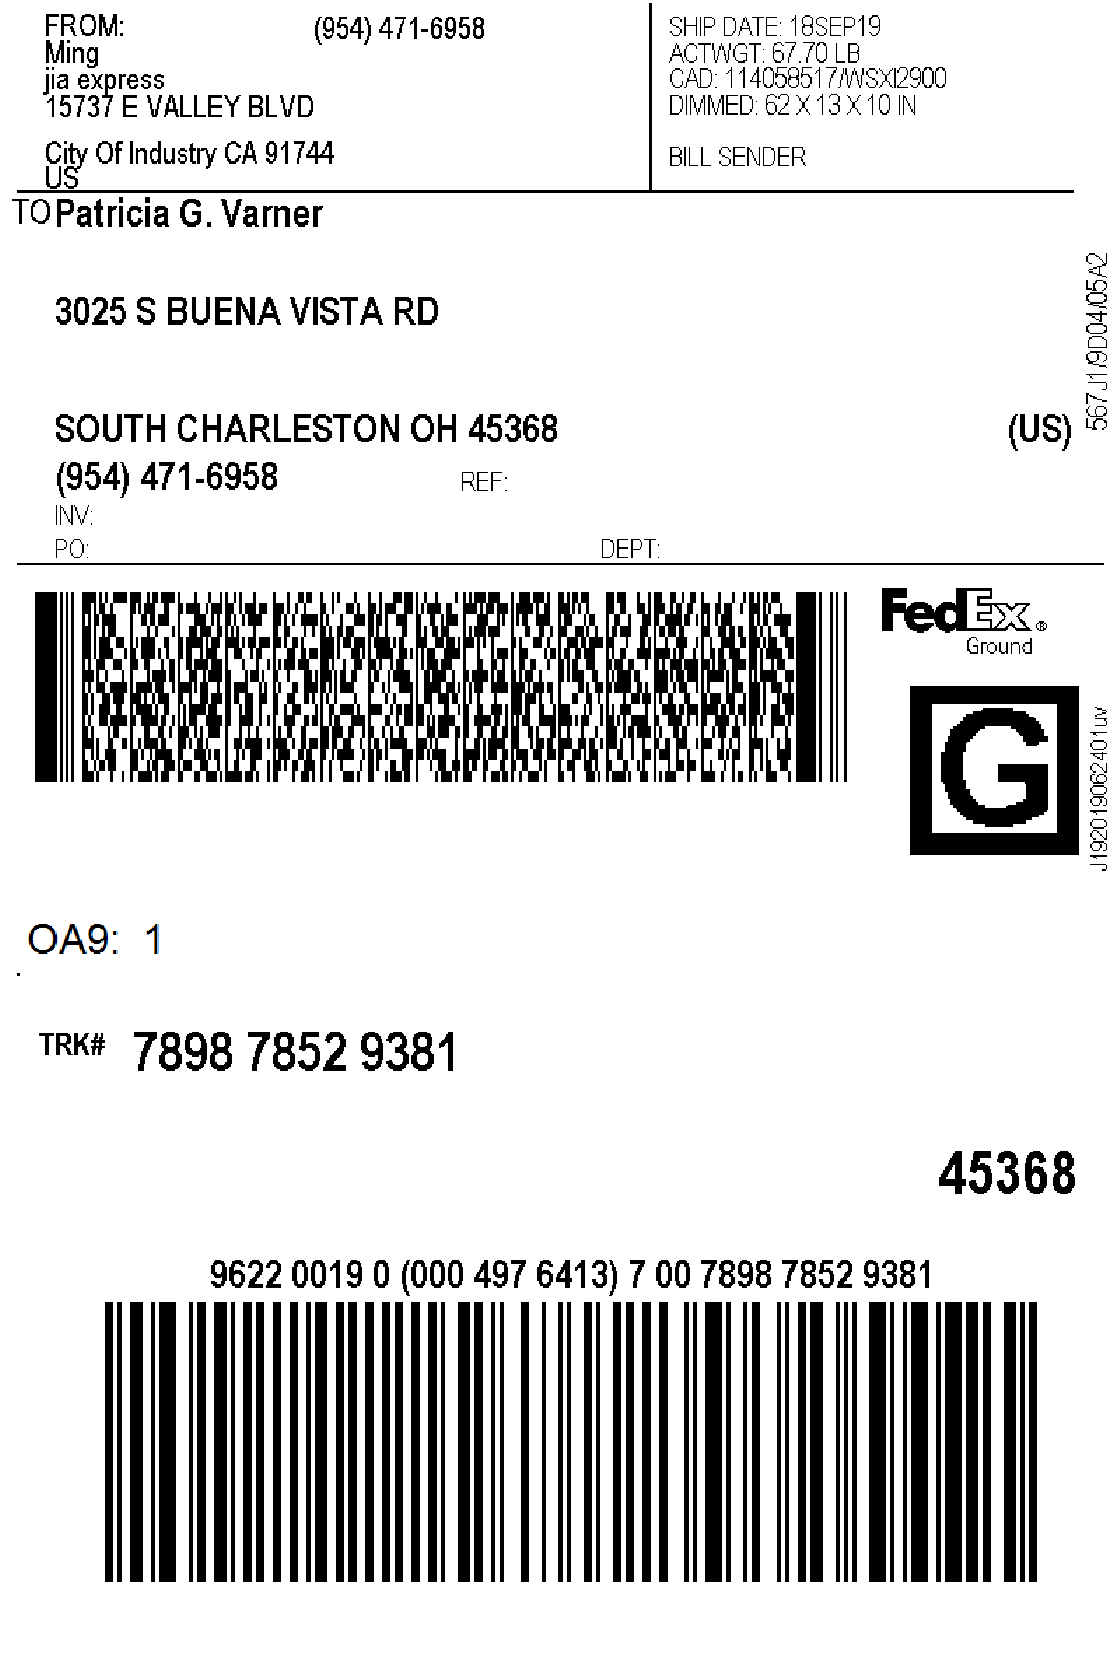 FROM: (954) 471-6958
Ming
jia express
15737 E VALLEY BLVD
City Of Industry CA 91744
US
SHIP DATE: 18SEP19
ACTWGT: 67.70 LB
CAD: 114058517/WSXI2900
DIMMED: 62 X 13 X 10 IN
BILL SENDER
TO Patricia G. Varner
3025 S BUENA VISTA RD
SOUTH CHARLESTON OH 45368 (US)
(954) 471-6958 REF:
INV:
PO: DEPT:
567J1/9D04/05A2
FedEx®
Ground
G
J192019062401uv
OA9: 1
.
TRK# 7898 7852 9381
45368
9622 0019 0 (000 497 6413) 7 00 7898 7852 9381